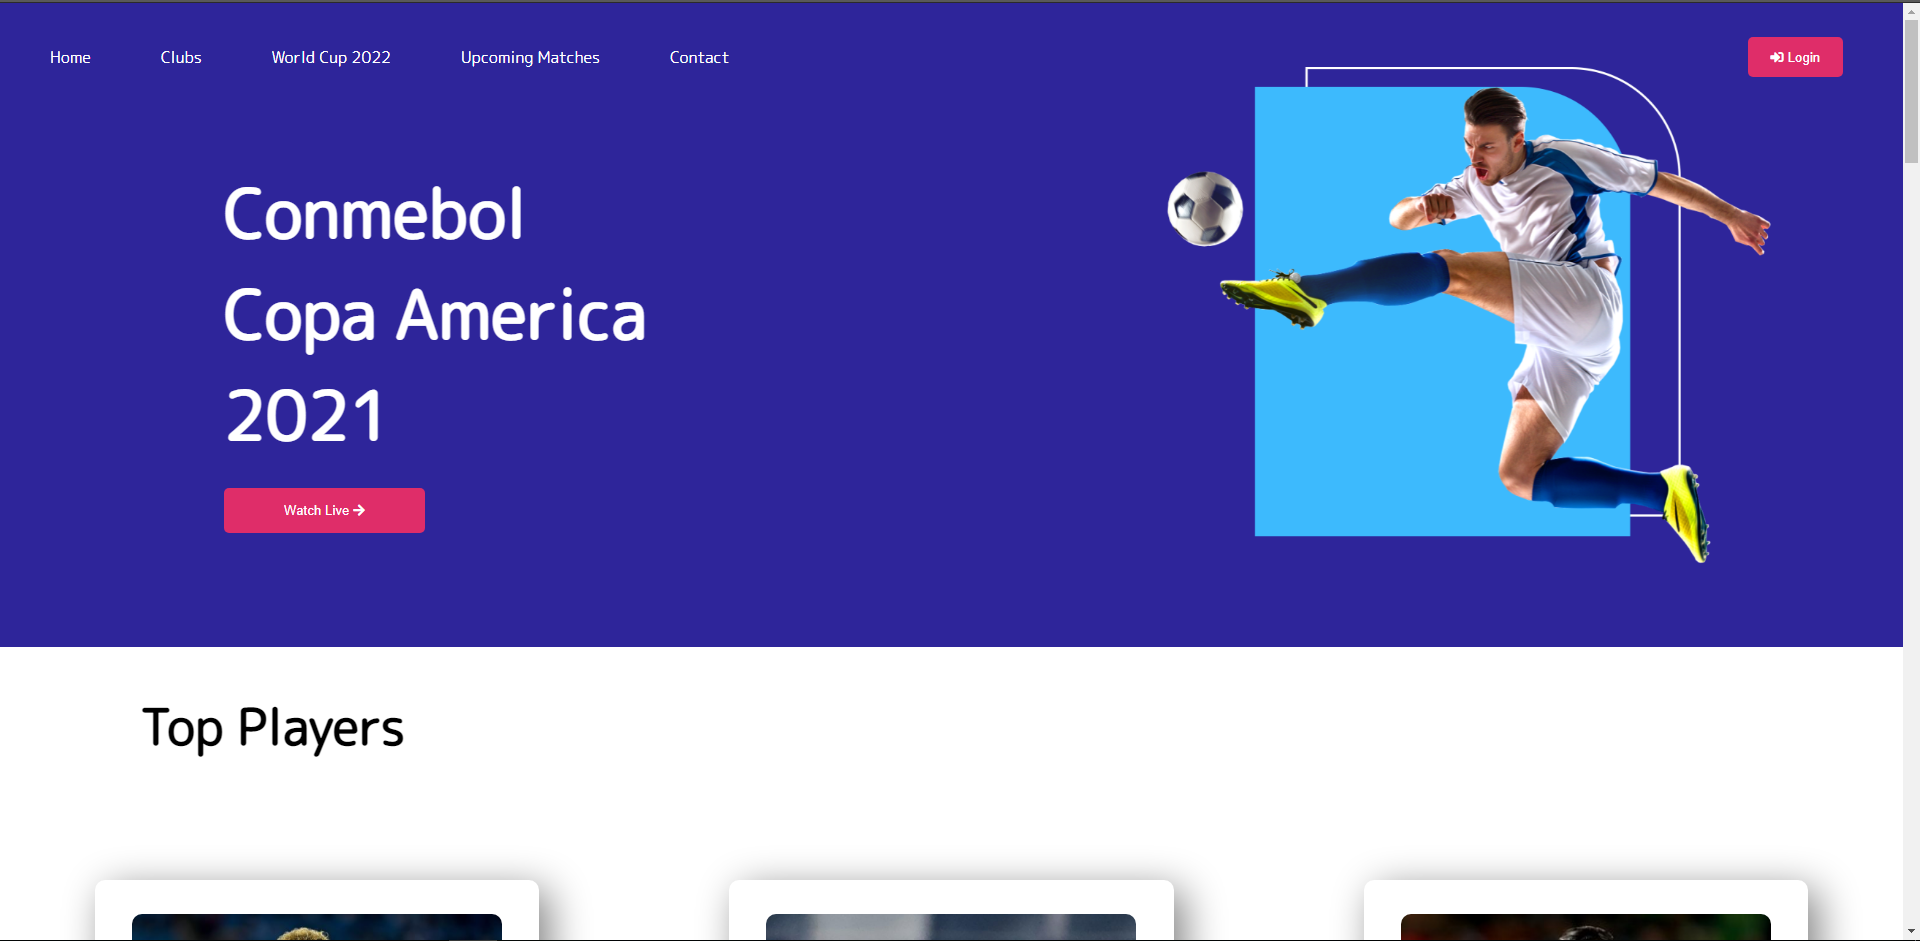 Home Clubs World Cup 2022 Upcoming Matches Contact Login
Conmebol
Copa America
2021
Watch Live
Top Players